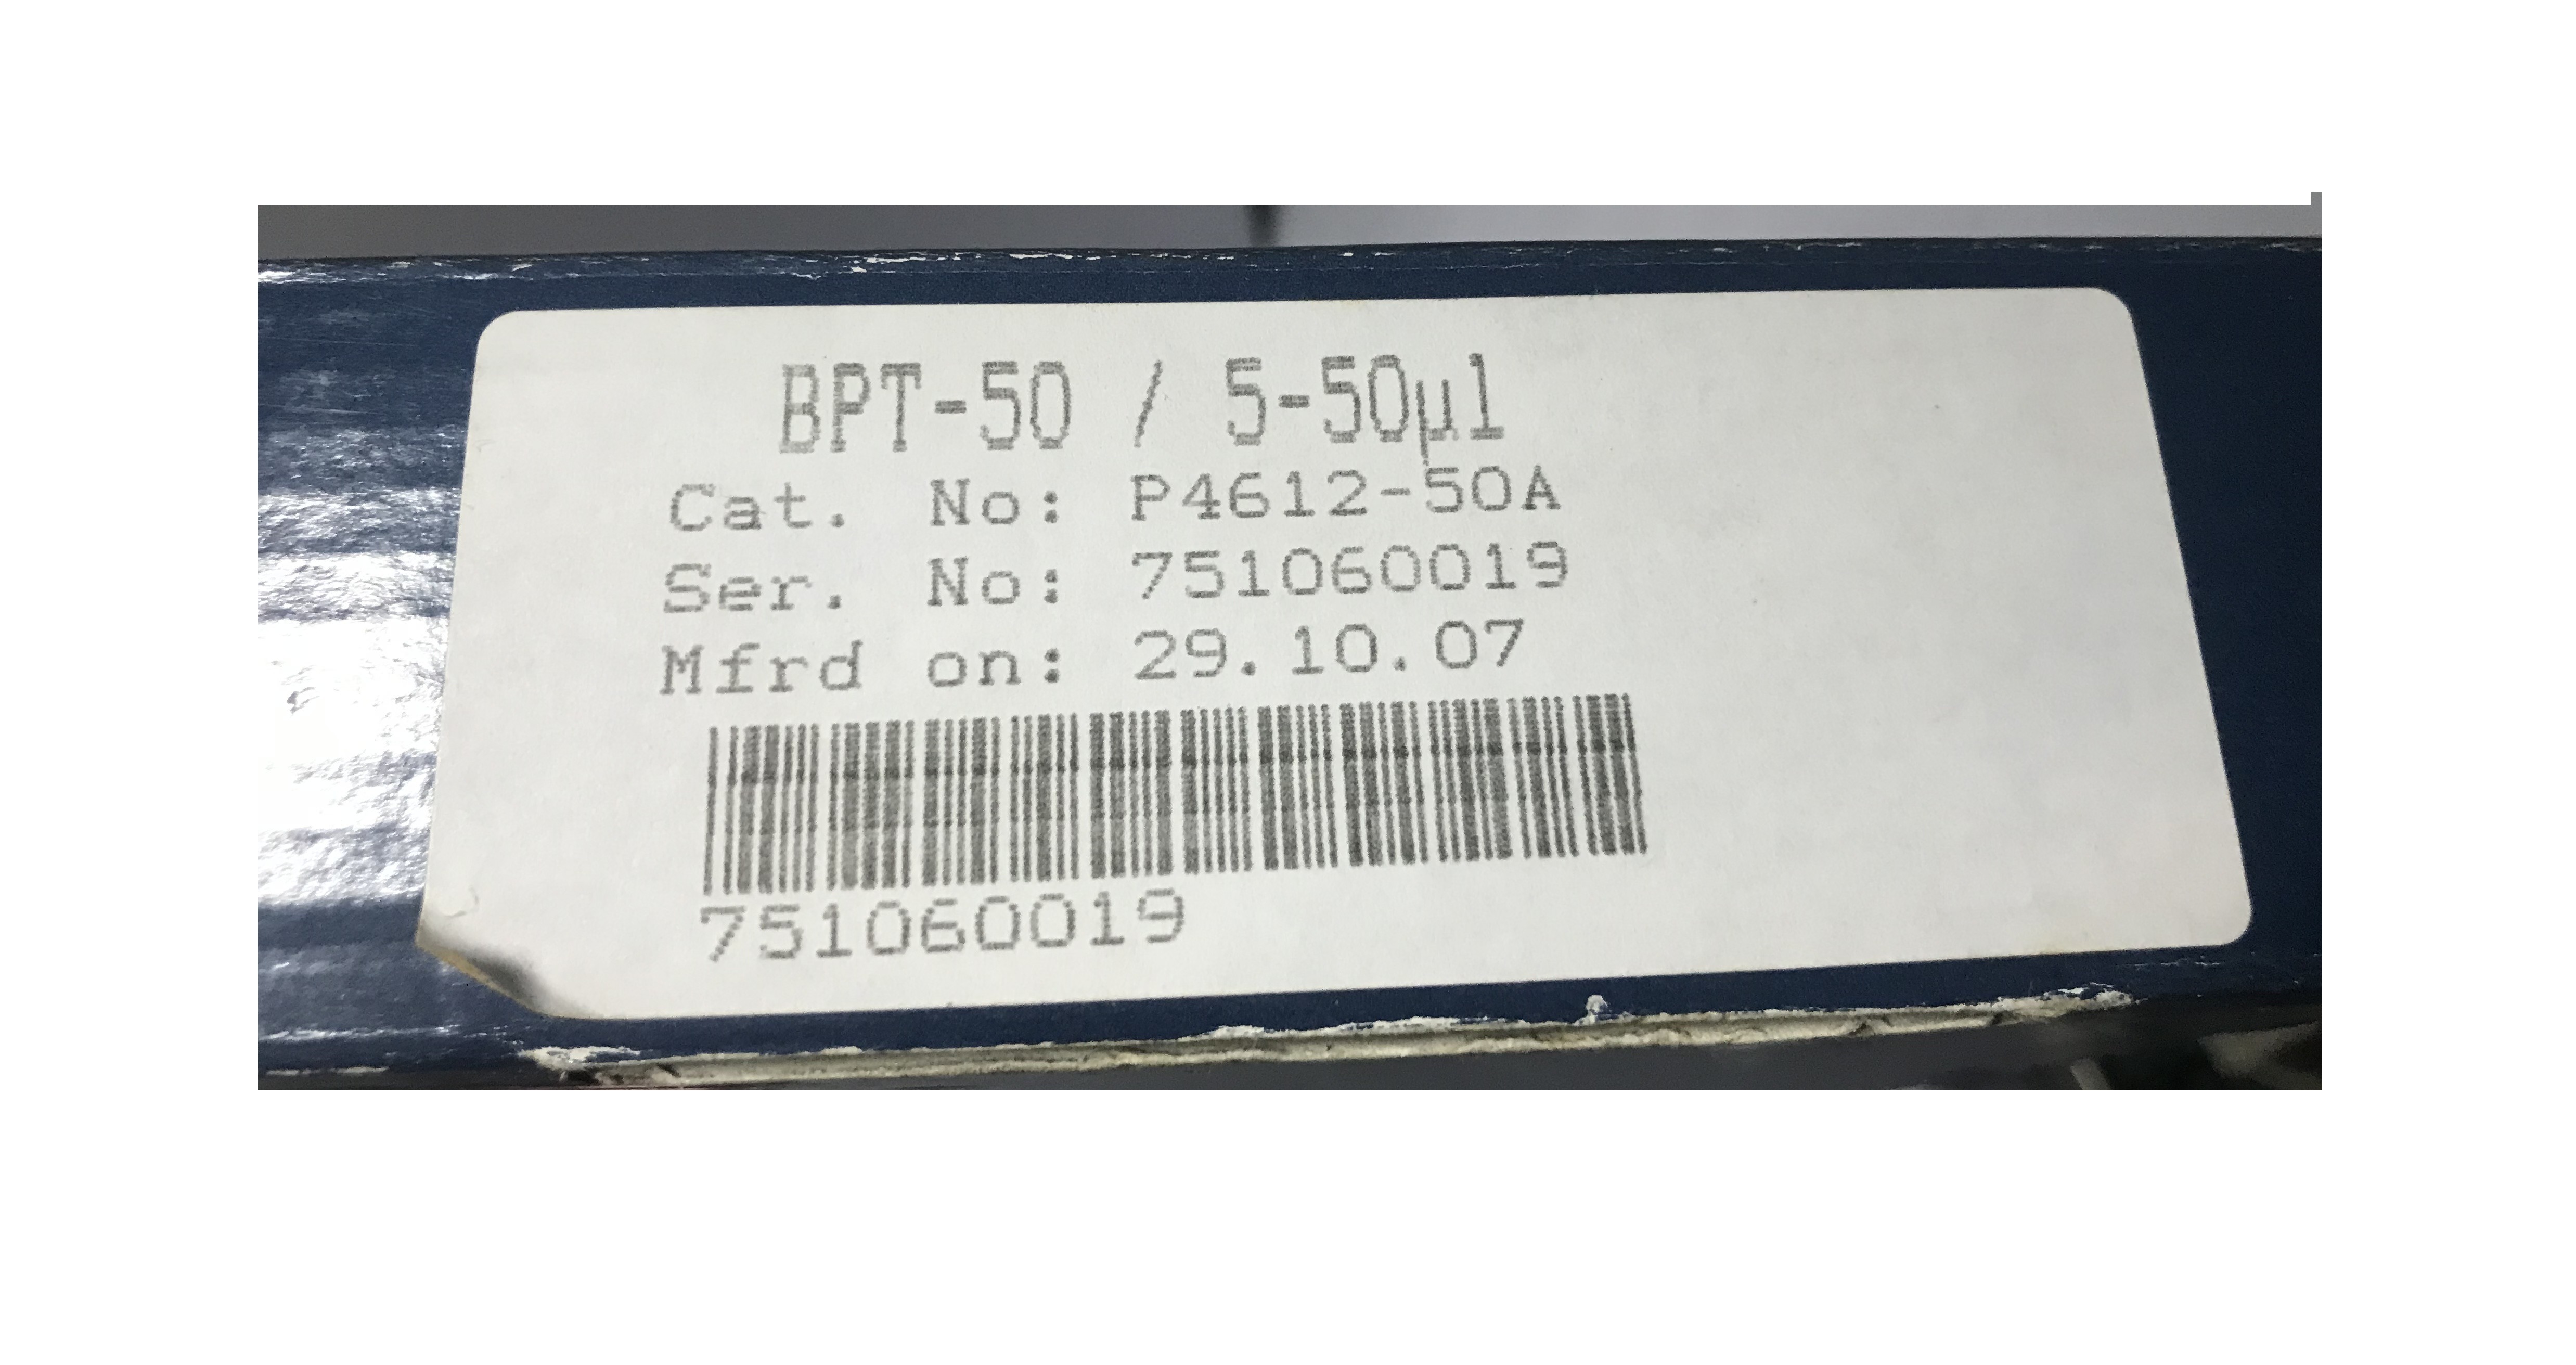 BPT-50 / 5-50µl
Cat. No: P4612-50A
Ser. No: 751060019
Mfrd on: 29.10.07
751060019